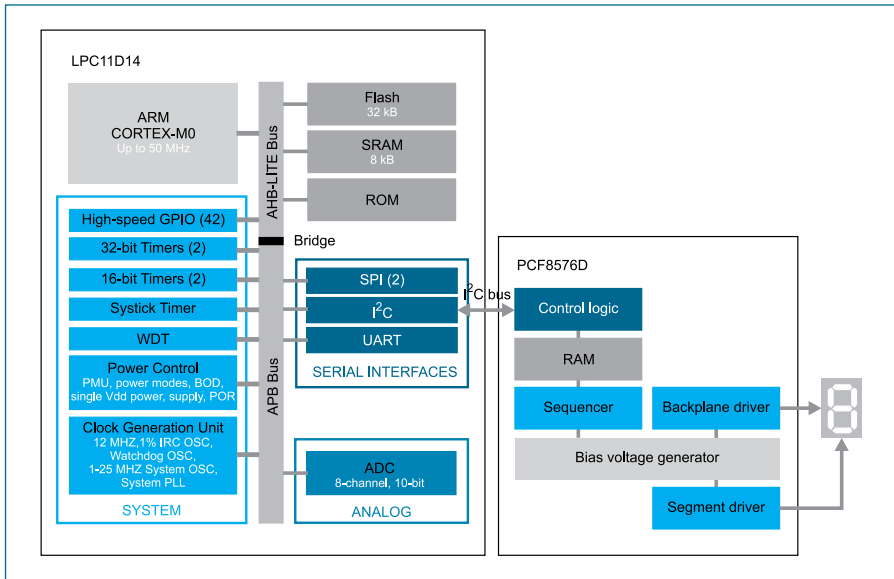 LPC11D14
ARM
CORTEX-M0
Up to 50 MHz
AHB-LITE Bus
Flash
32 kB
SRAM
8 kB
ROM
High-speed GPIO (42)
32-bit Timers (2)
16-bit Timers (2)
Systick Timer
WDT
Power Control
PMU, power modes, BOD,
single Vdd power, supply, POR
Clock Generation Unit
12 MHZ,1% IRC OSC,
Watchdog OSC,
1-25 MHZ System OSC,
System PLL
SYSTEM
Bridge
APB Bus
SPI (2)
I²C
UART
SERIAL INTERFACES
ADC
8-channel, 10-bit
ANALOG
I²C bus
PCF8576D
Control logic
RAM
Sequencer
Backplane driver
Bias voltage generator
Segment driver